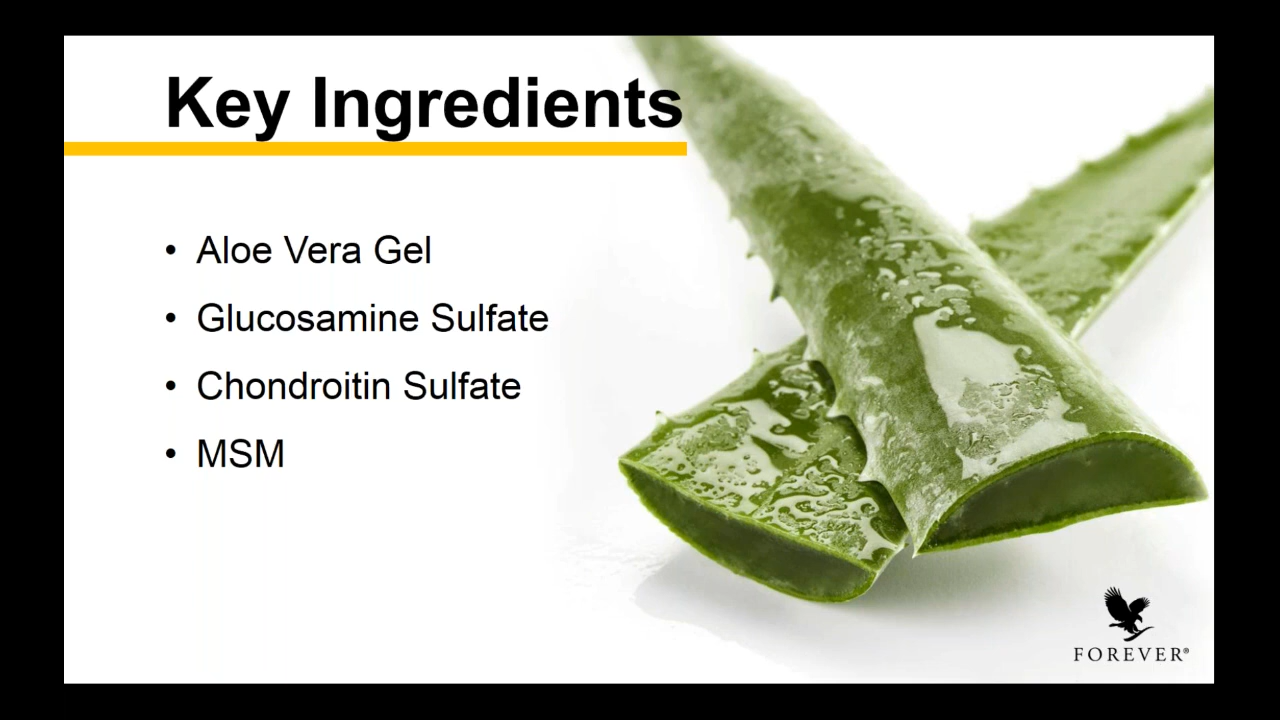 Key Ingredients
• Aloe Vera Gel
• Glucosamine Sulfate
• Chondroitin Sulfate
• MSM
FOREVER®